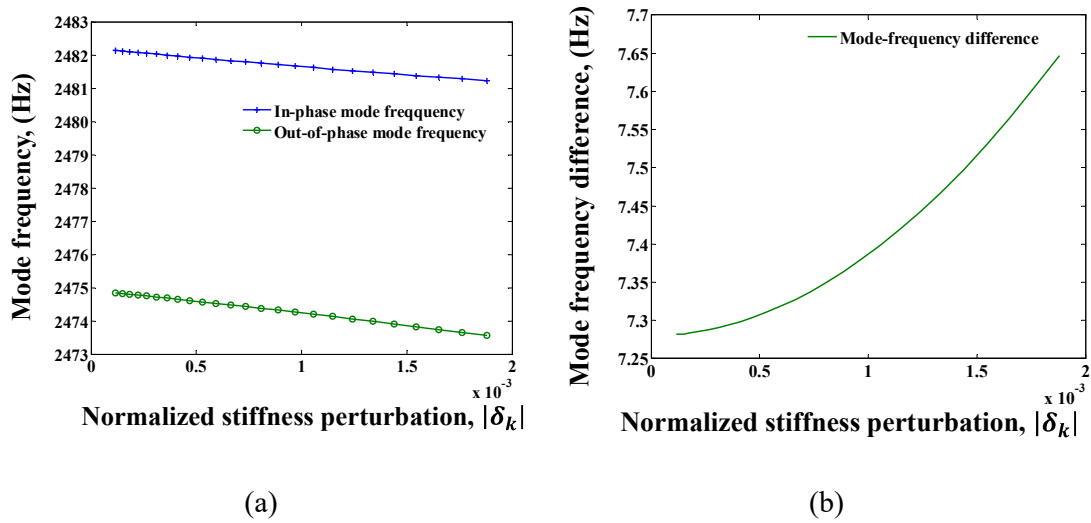 2483
2482
2481
2480
2479
2478
2477
2476
2475
2474
2473
Mode frequency, (Hz)
In-phase mode freqquency
Out-of-phase mode frequency
0 0.5 1 1.5 2
x 10⁻³
Normalized stiffness perturbation, |δₖ|
(a)
7.7
7.65
7.6
7.55
7.5
7.45
7.4
7.35
7.3
7.25
Mode frequency difference, (Hz)
Mode-frequency difference
0 0.5 1 1.5 2
x 10⁻³
Normalized stiffness perturbation, |δₖ|
(b)